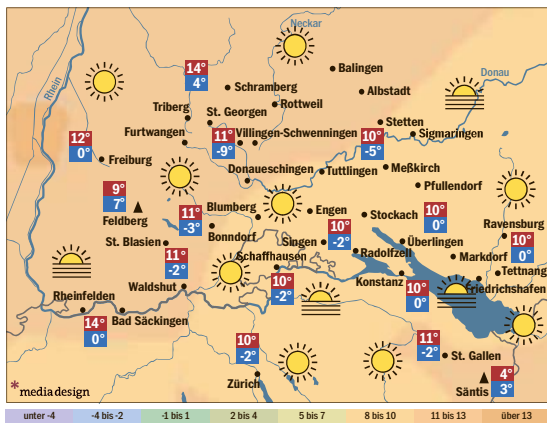 Neckar
Balingen
14°
4°
Donau
Schramberg
Albstadt
Rhein
Triberg
Rottweil
St. Georgen
Stetten
12°
0°
Furtwangen
11°
-9°
Villingen-Schwenningen
10°
-5°
Sigmaringen
Freiburg
Donaueschingen
Tuttlingen
Meßkirch
Pfullendorf
9°
7°
Feldberg
11°
-3°
Blumberg
Engen
Stockach
10°
0°
Ravensburg
Bonndorf
10°
-2°
St. Blasien
Singen
Radolfzell
Überlingen
10°
0°
11°
-2°
Schaffhausen
Markdorf
Tettnang
Waldshut
10°
-2°
Konstanz
10°
0°
Friedrichshafen
Rheinfelden
14°
0°
Bad Säckingen
10°
-2°
11°
-2°
St. Gallen
Zürich
4°
3°
Säntis
*mediadesign
unter -4 -4 bis -2 -1 bis 1 2 bis 4 5 bis 7 8 bis 10 11 bis 13 über 13